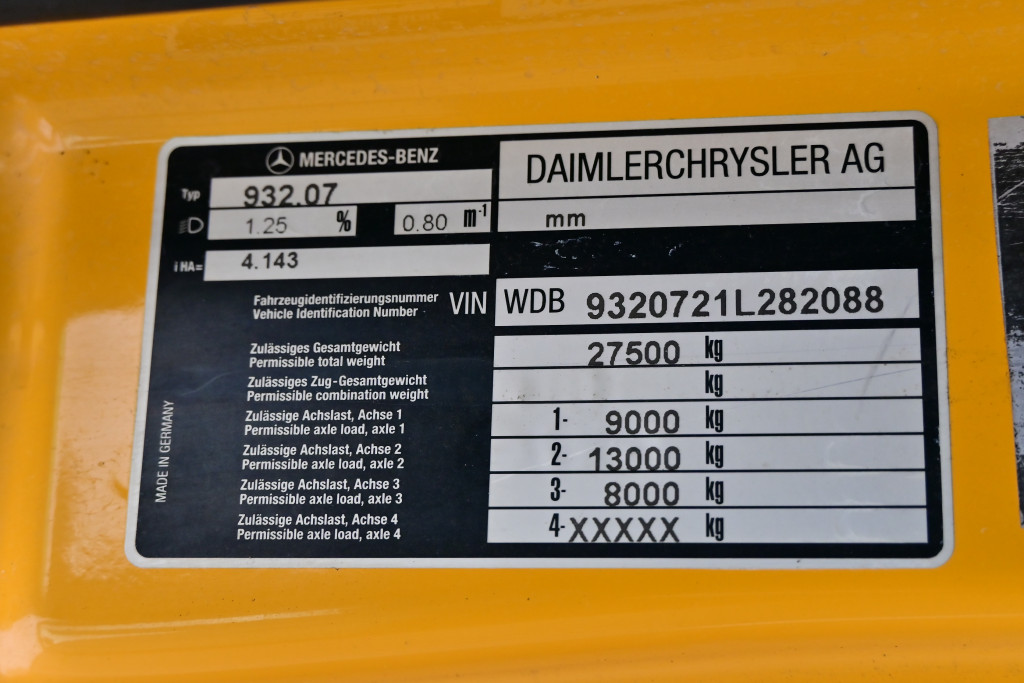 MERCEDES-BENZ
DAIMLERCHRYSLER AG
Typ 932.07
1.25 % 0.80 m-1
mm
i HA= 4.143
Fahrzeugidentifizierungsnummer
Vehicle Identification Number
VIN WDB 9320721L282088
Zulässiges Gesamtgewicht
Permissible total weight
27500 kg
Zulässiges Zug-Gesamtgewicht
Permissible combination weight
kg
Zulässige Achslast, Achse 1
Permissible axle load, axle 1
1- 9000 kg
Zulässige Achslast, Achse 2
Permissible axle load, axle 2
2- 13000 kg
Zulässige Achslast, Achse 3
Permissible axle load, axle 3
3- 8000 kg
Zulässige Achslast, Achse 4
Permissible axle load, axle 4
4- XXXXX kg
MADE IN GERMANY